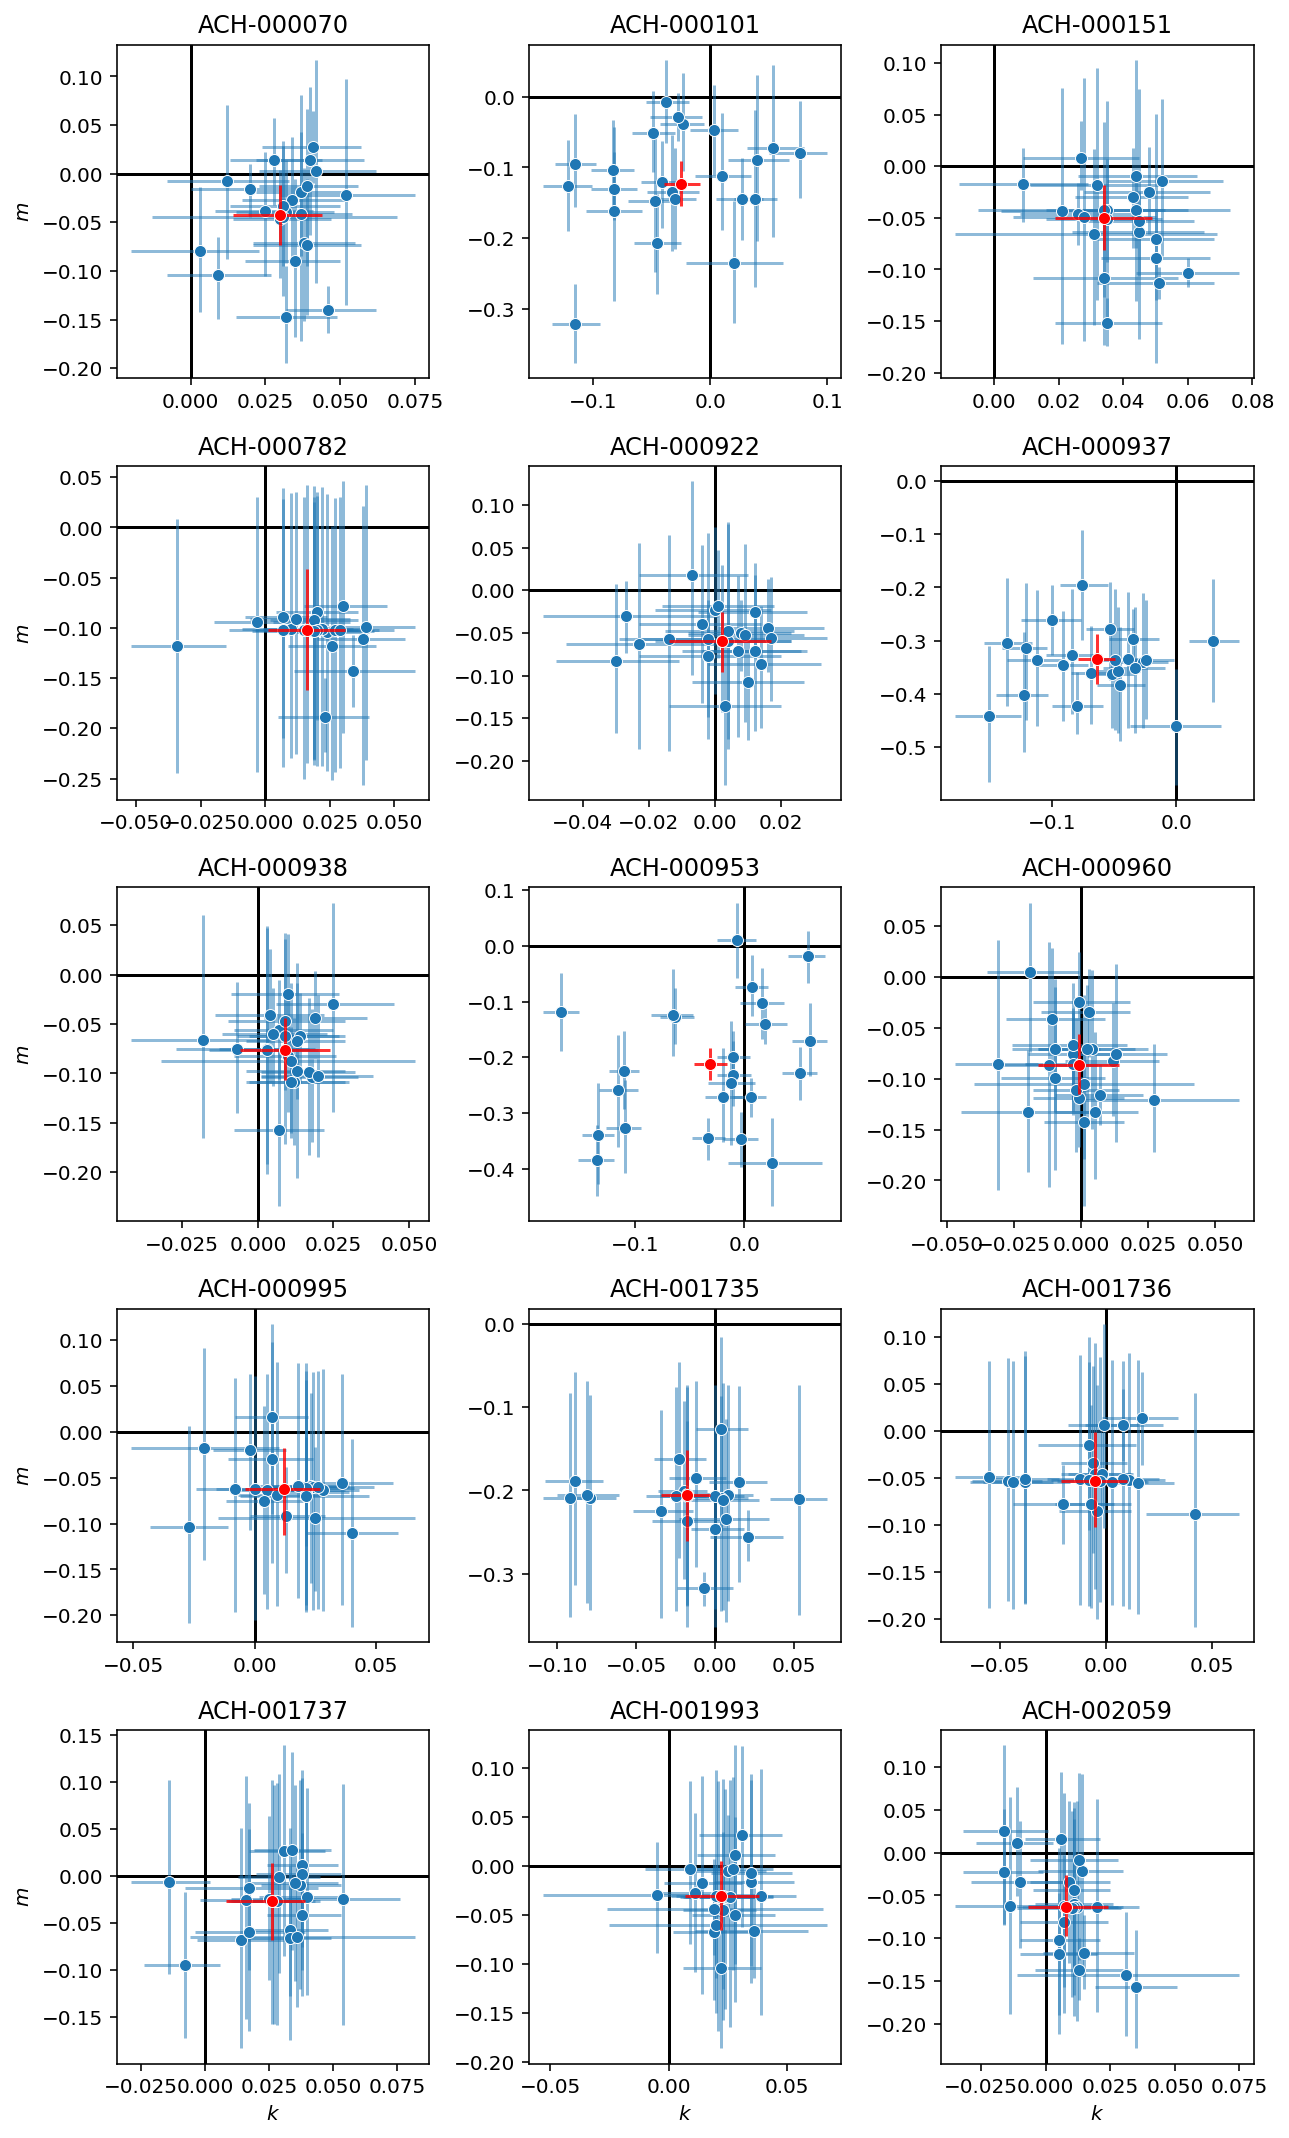 ACH-000070 ACH-000101 ACH-000151
0.10 0.0 0.10
0.05 0.05
0.00 −0.1 0.00
m −0.05 −0.2 −0.05
−0.10 −0.10
−0.15 −0.3 −0.15
−0.20 −0.20
0.000 0.025 0.050 0.075 −0.1 0.0 0.1 0.00 0.02 0.04 0.06 0.08
ACH-000782 ACH-000922 ACH-000937
0.05 0.10 0.0
0.00 0.05 −0.1
−0.05 0.00 −0.2
m −0.10 −0.05 −0.3
−0.15 −0.10 −0.4
−0.20 −0.15 −0.5
−0.25 −0.20
−0.050 −0.025 0.000 0.025 0.050 −0.04 −0.02 0.00 0.02 −0.1 0.0
ACH-000938 ACH-000953 ACH-000960
0.05 0.1 0.05
0.00 0.0 0.00
−0.05 −0.1 −0.05
m −0.10 −0.2 −0.10
−0.15 −0.3 −0.15
−0.20 −0.4 −0.20
−0.025 0.000 0.025 0.050 −0.1 0.0 −0.050 −0.025 0.000 0.025 0.050
ACH-000995 ACH-001735 ACH-001736
0.10 0.0 0.10
0.05 0.05
0.00 −0.1 0.00
m −0.05 −0.2 −0.05
−0.10 −0.10
−0.15 −0.3 −0.15
−0.20 −0.20
−0.05 0.00 0.05 −0.10 −0.05 0.00 0.05 −0.05 0.00 0.05
ACH-001737 ACH-001993 ACH-002059
0.15 0.10 0.10
0.10 0.05 0.05
0.05 0.00 0.00
0.00 −0.05 −0.05
m −0.05 −0.10 −0.10
−0.10 −0.15 −0.15
−0.15 −0.20 −0.20
−0.025 0.000 0.025 0.050 0.075 −0.05 0.00 0.05 −0.025 0.000 0.025 0.050 0.075
k k k